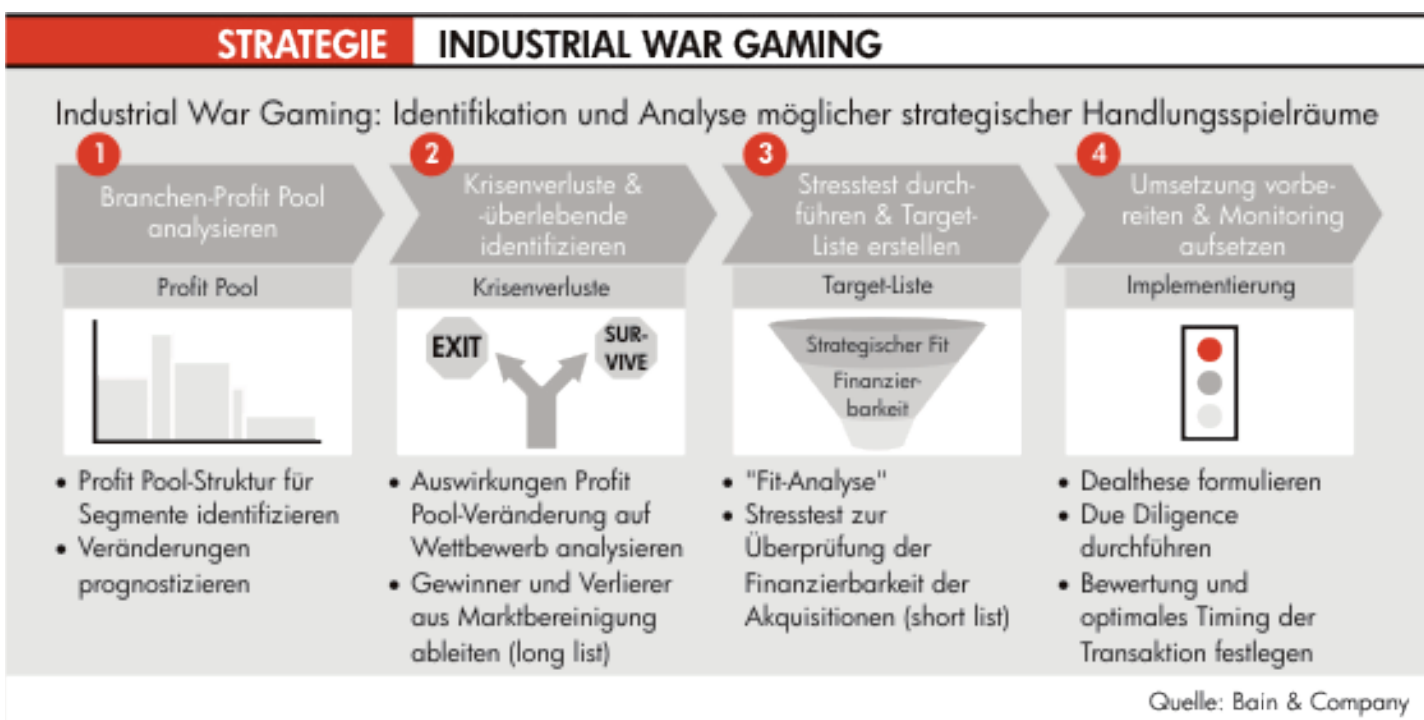 STRATEGIE INDUSTRIAL WAR GAMING
Industrial War Gaming: Identifikation und Analyse möglicher strategischer Handlungsspielräume
1
Branchen-Profit Pool
analysieren
Profit Pool
• Profit Pool-Struktur für
Segmente identifizieren
• Veränderungen
prognostizieren
2
Krisenverluste &
-überlebende
identifizieren
Krisenverluste
EXIT
SUR-
VIVE
• Auswirkungen Profit
Pool-Veränderung auf
Wettbewerb analysieren
• Gewinner und Verlierer
aus Marktbereinigung
ableiten (long list)
3
Stresstest durch-
führen & Target-
Liste erstellen
Target-Liste
Strategischer Fit
Finanzier-
barkeit
• "Fit-Analyse"
• Stresstest zur
Überprüfung der
Finanzierbarkeit der
Akquisitionen (short list)
4
Umsetzung vorbe-
reiten & Monitoring
aufsetzen
Implementierung
• Dealthese formulieren
• Due Diligence
durchführen
• Bewertung und
optimales Timing der
Transaktion festlegen
Quelle: Bain & Company